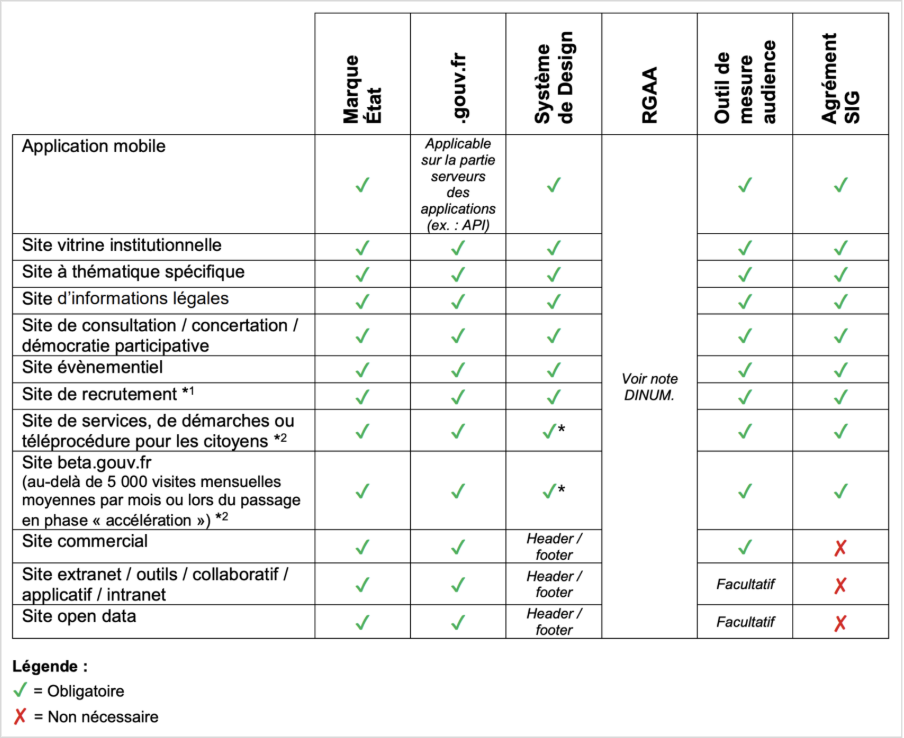 Marque
État
.gouv.fr
Système
de Design
RGAA
Outil de
mesure
audience
Agrément
SIG
Application mobile
✓
Applicable
sur la partie
serveurs
des
applications
(ex. : API)
✓
Voir note
DINUM.
✓
✓
Site vitrine institutionnelle
✓ ✓ ✓ ✓ ✓
Site à thématique spécifique
✓ ✓ ✓ ✓ ✓
Site d’informations légales
✓ ✓ ✓ ✓ ✓
Site de consultation / concertation /
démocratie participative
✓ ✓ ✓ ✓ ✓
Site évènementiel
✓ ✓ ✓ ✓ ✓
Site de recrutement *1
✓ ✓ ✓ ✓ ✓
Site de services, de démarches ou
téléprocédure pour les citoyens *2
✓ ✓ ✓* ✓ ✓
Site beta.gouv.fr
(au-delà de 5 000 visites mensuelles
moyennes par mois ou lors du passage
en phase « accélération ») *2
✓ ✓ ✓* ✓ ✓
Site commercial
✓ ✓
Header /
footer
✓ ✗
Site extranet / outils / collaboratif /
applicatif / intranet
✓ ✓
Header /
footer
Facultatif
✗
Site open data
✓ ✓
Header /
footer
Facultatif
✗
Légende :
✓ = Obligatoire
✗ = Non nécessaire